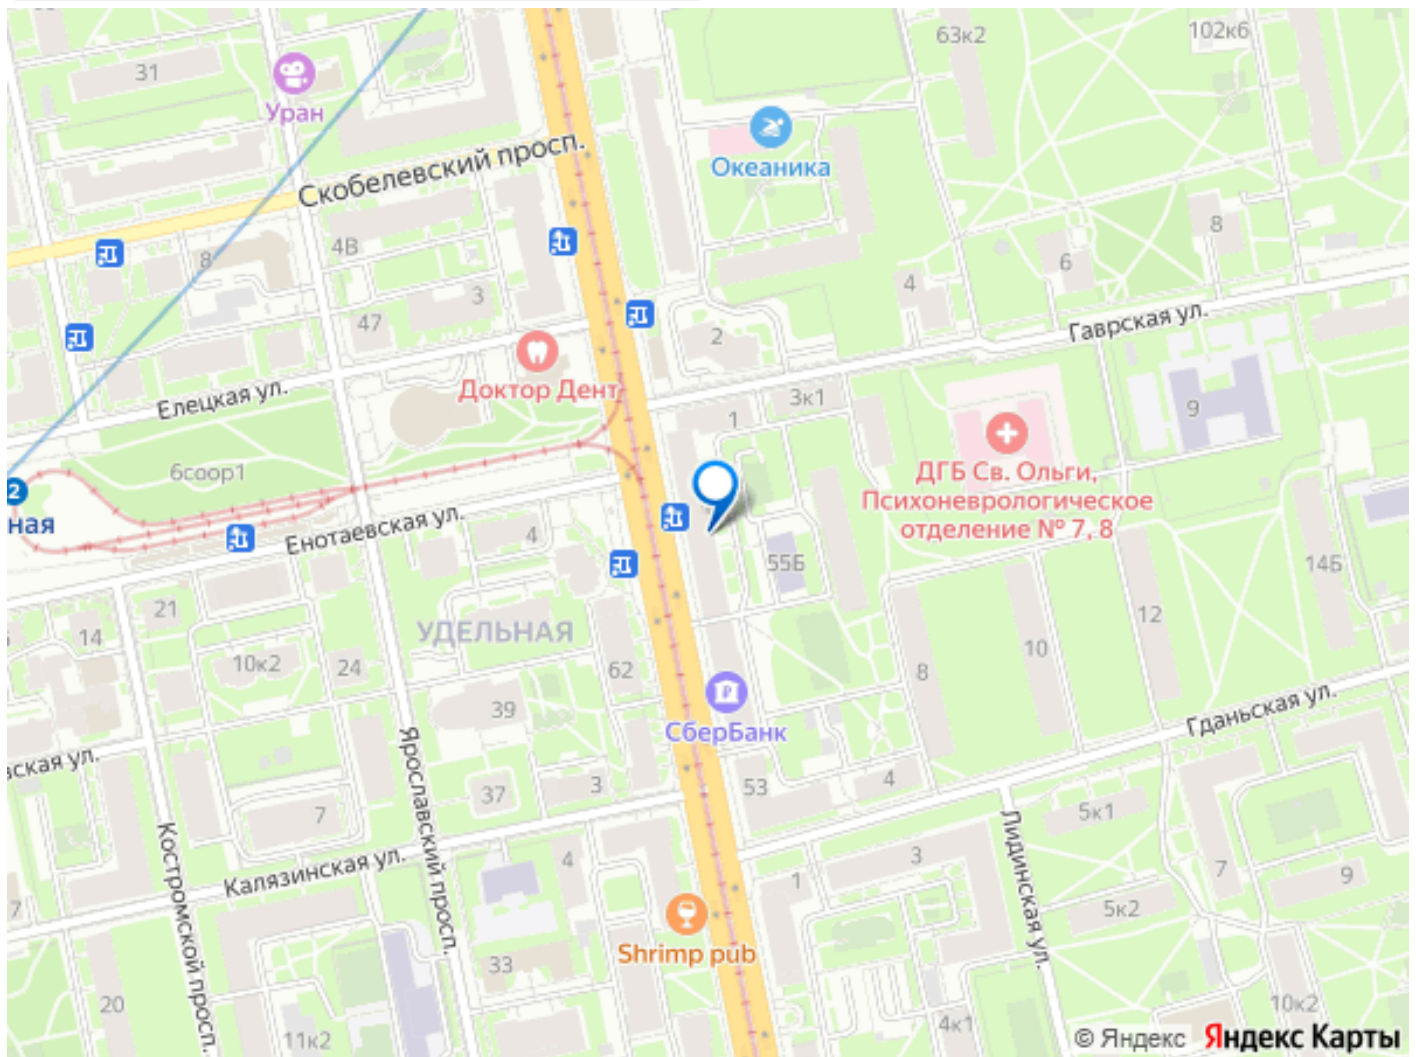 63к2
102к6
31
Уран
Океаника
Скобелевский просп.
4В
8
8
6
4
3
47
2
Гаврская ул.
Доктор Дент
Елецкая ул.
3к1
1
9
6соор1
ДГБ Св. Ольги,
Психоневрологическое
отделение № 7, 8
2
ная
Енотаевская ул.
4
55Б
14Б
21
14
УДЕЛЬНАЯ
12
10к2
24
62
10
8
39
СберБанк
Гданьская ул.
вская ул.
Ярославский просп.
37
3
53
4
7
5к1
Костромской просп.
Калязинская ул.
4
3
Лидинская ул.
7
9
1
5к2
7
Shrimp pub
33
20
11к2
4к1
10к2
© Яндекс Яндекс Карты